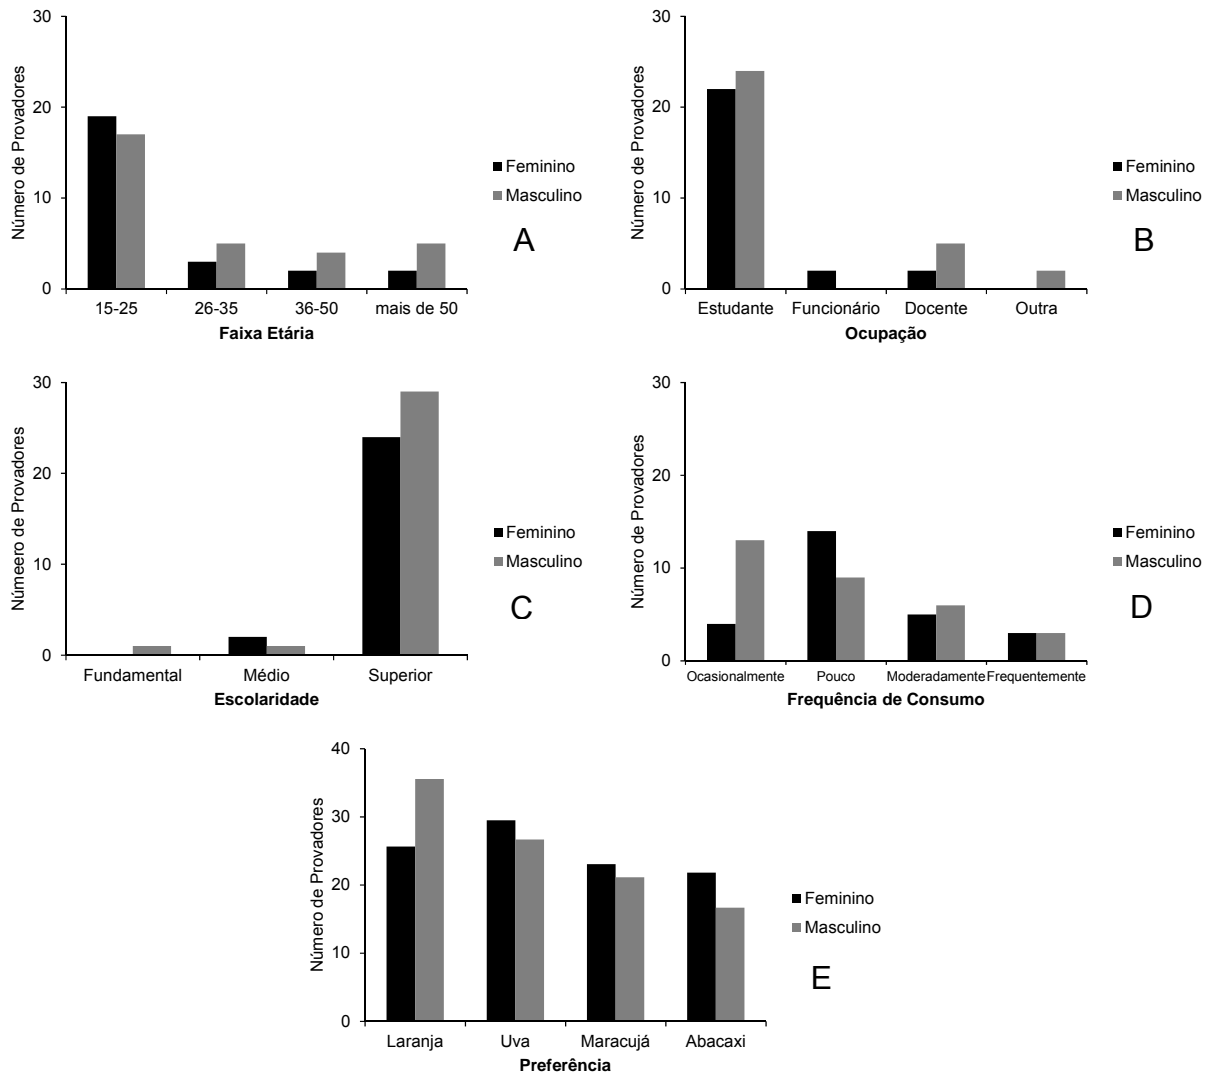 30
20
10
0
Número de Provadores
15-25 26-35 36-50 mais de 50
Faixa Etária
Feminino
Masculino
A
30
20
10
0
Número de Provadores
Estudante Funcionário Docente Outra
Ocupação
Feminino
Masculino
B
30
20
10
0
Númeero de Provadores
Fundamental Médio Superior
Escolaridade
Feminino
Masculino
C
30
20
10
0
Número de Provadores
Ocasionalmente Pouco Moderadamente Frequentemente
Frequência de Consumo
Feminino
Masculino
D
40
30
20
10
0
Número de Provadores
Laranja Uva Maracujá Abacaxi
Preferência
Feminino
Masculino
E